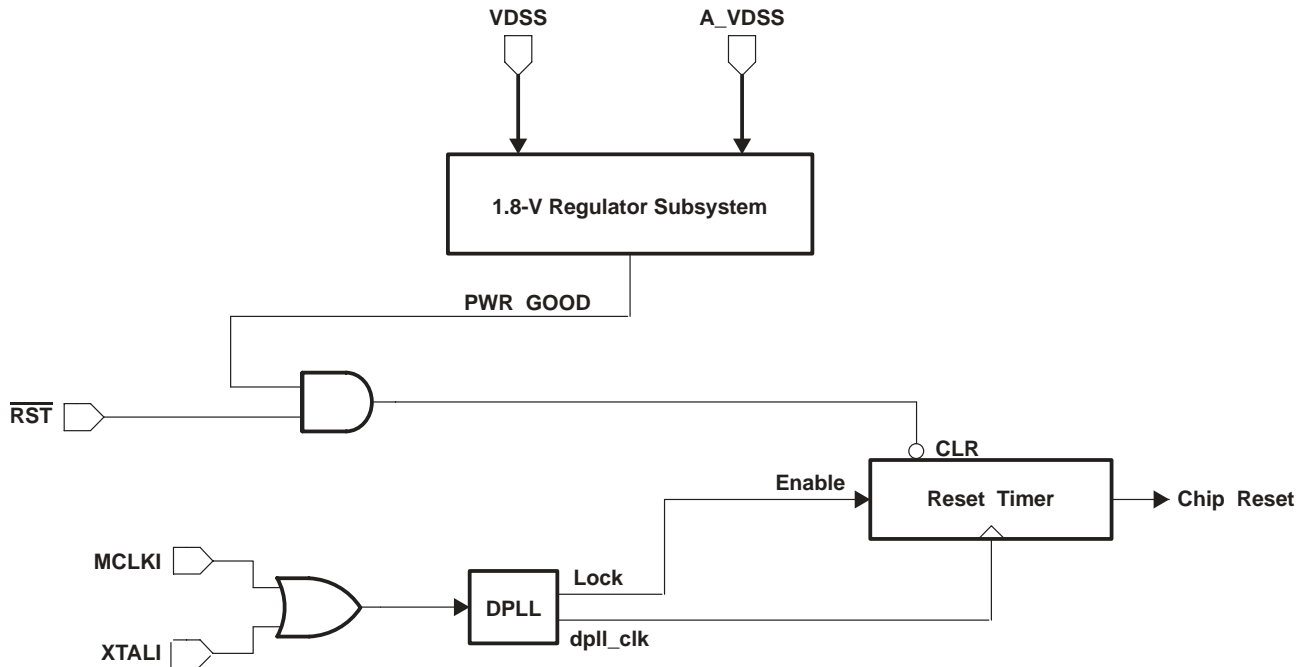 VDSS
A_VDSS
1.8-V Regulator Subsystem
PWR GOOD
RST
CLR
Enable
Reset Timer
Chip Reset
MCLKI
Lock
DPLL
dpll_clk
XTALI